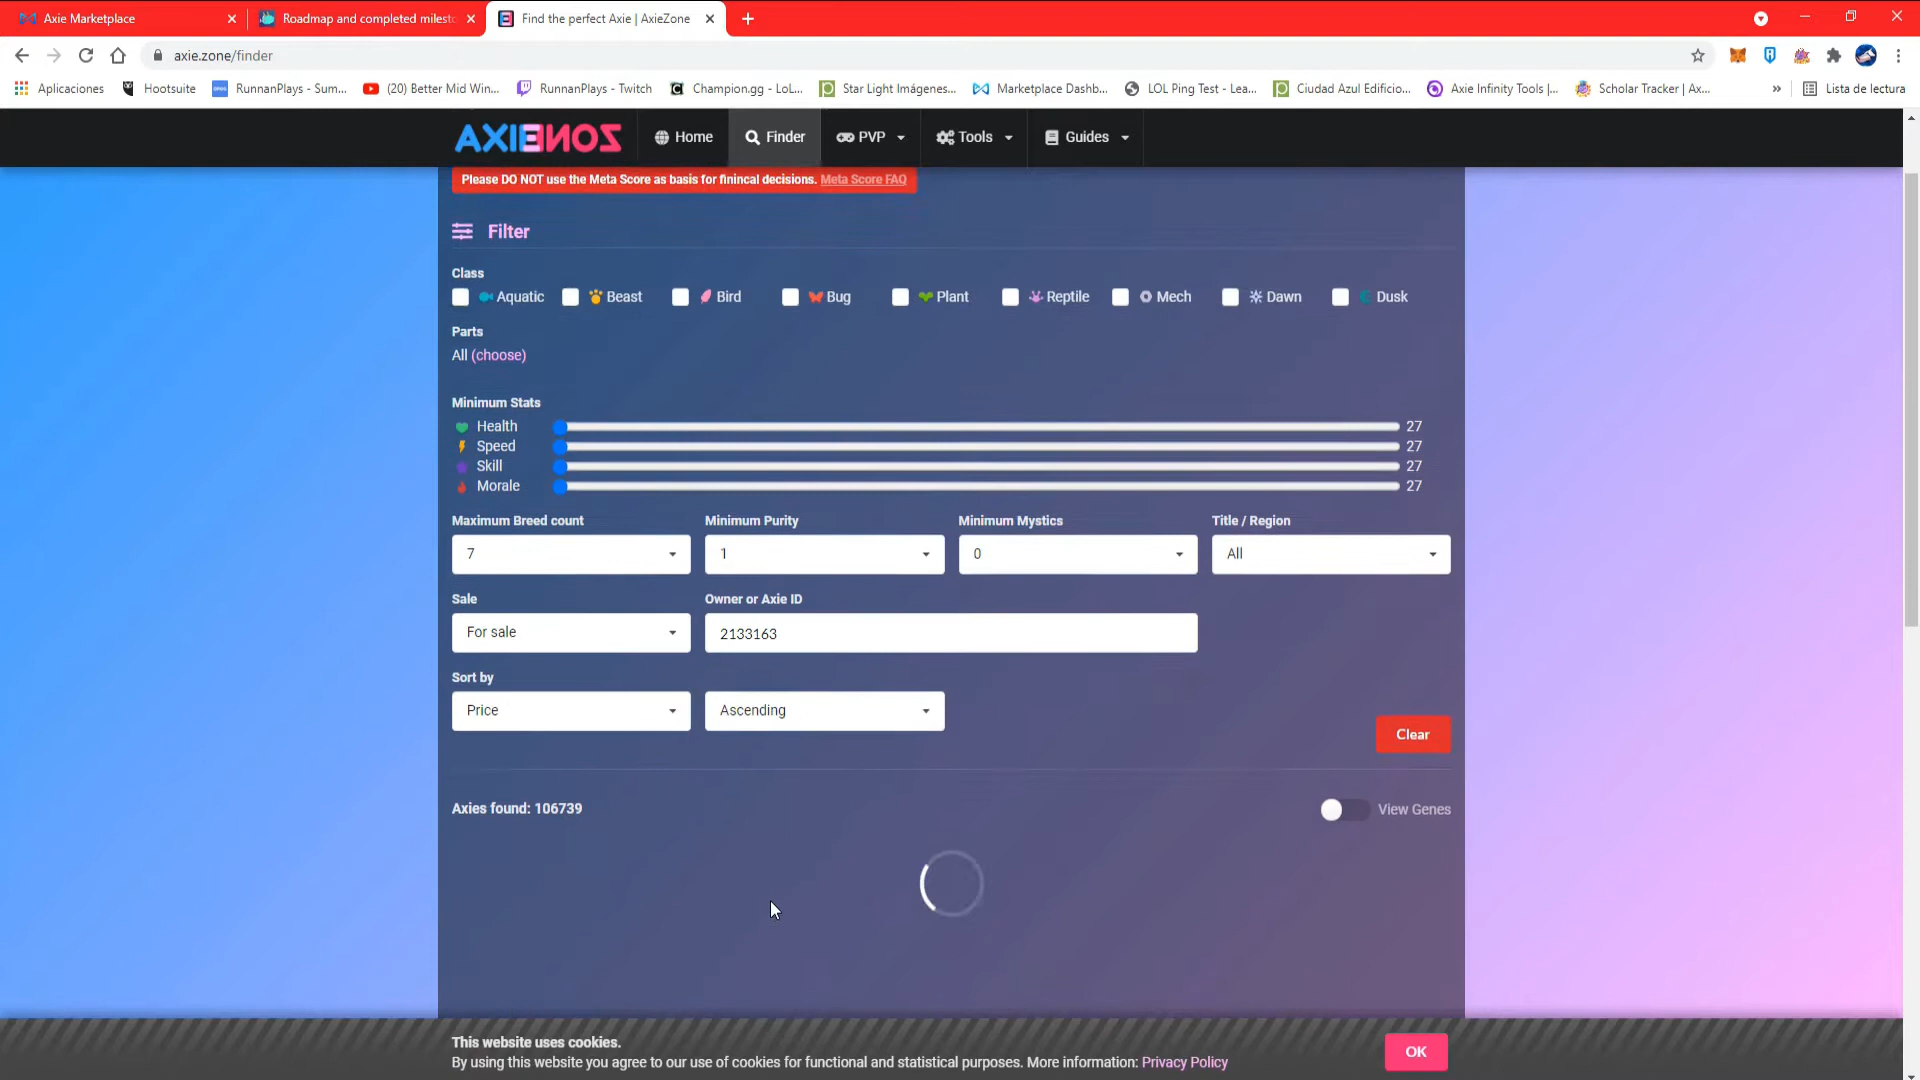 Axie Marketplace
Roadmap and completed milesto
Find the perfect Axie | AxieZone
axie.zone/finder
Aplicaciones
Hootsuite
RunnanPlays - Sum...
(20) Better Mid Win...
RunnanPlays - Twitch
Champion.gg - LoL...
Star Light Imágenes...
Marketplace Dashb...
LOL Ping Test - Lea...
Ciudad Azul Edificio...
Axie Infinity Tools |...
Scholar Tracker | Ax...
»
Lista de lectura
AXIE ZONE
Home
Finder
PVP
Tools
Guides
Please DO NOT use the Meta Score as basis for finincal decisions. Meta Score FAQ
Filter
Class
Aquatic
Beast
Bird
Bug
Plant
Reptile
Mech
Dawn
Dusk
Parts
All (choose)
Minimum Stats
Health 27
Speed 27
Skill 27
Morale 27
Maximum Breed count
Minimum Purity
Minimum Mystics
Title / Region
7
1
0
All
Sale
Owner or Axie ID
For sale
2133163
Sort by
Price
Ascending
Clear
Axies found: 106739
View Genes
This website uses cookies.
By using this website you agree to our use of cookies for functional and statistical purposes. More information: Privacy Policy
OK